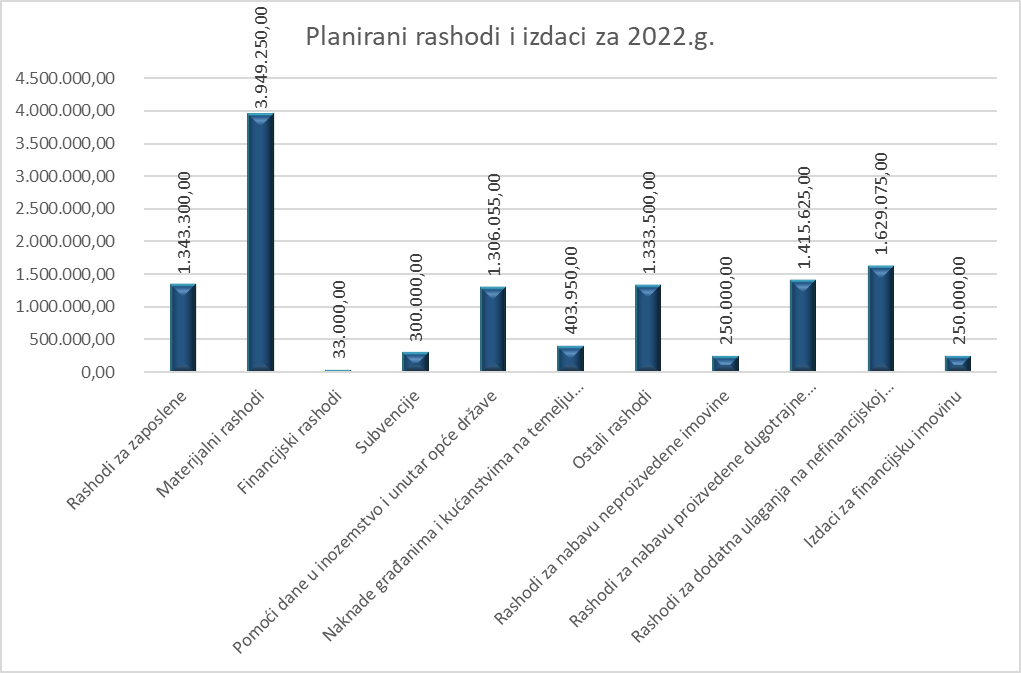 Planirani rashodi i izdaci za 2022.g.
4.500.000,00
4.000.000,00
3.500.000,00
3.000.000,00
2.500.000,00
2.000.000,00
1.500.000,00
1.000.000,00
500.000,00
0,00
1.343.300,00
3.949.250,00
33.000,00
300.000,00
1.306.055,00
403.950,00
1.333.500,00
250.000,00
1.415.625,00
1.629.075,00
250.000,00
Rashodi za zaposlene
Materijalni rashodi
Financijski rashodi
Subvencije
Pomoći dane u inozemstvo i unutar opće države
Naknade građanima i kućanstvima na temelju…
Ostali rashodi
Rashodi za nabavu neproizvedene imovine
Rashodi za nabavu proizvedene dugotrajne…
Rashodi za dodatna ulaganja na nefinancijskoj…
Izdaci za financijsku imovinu